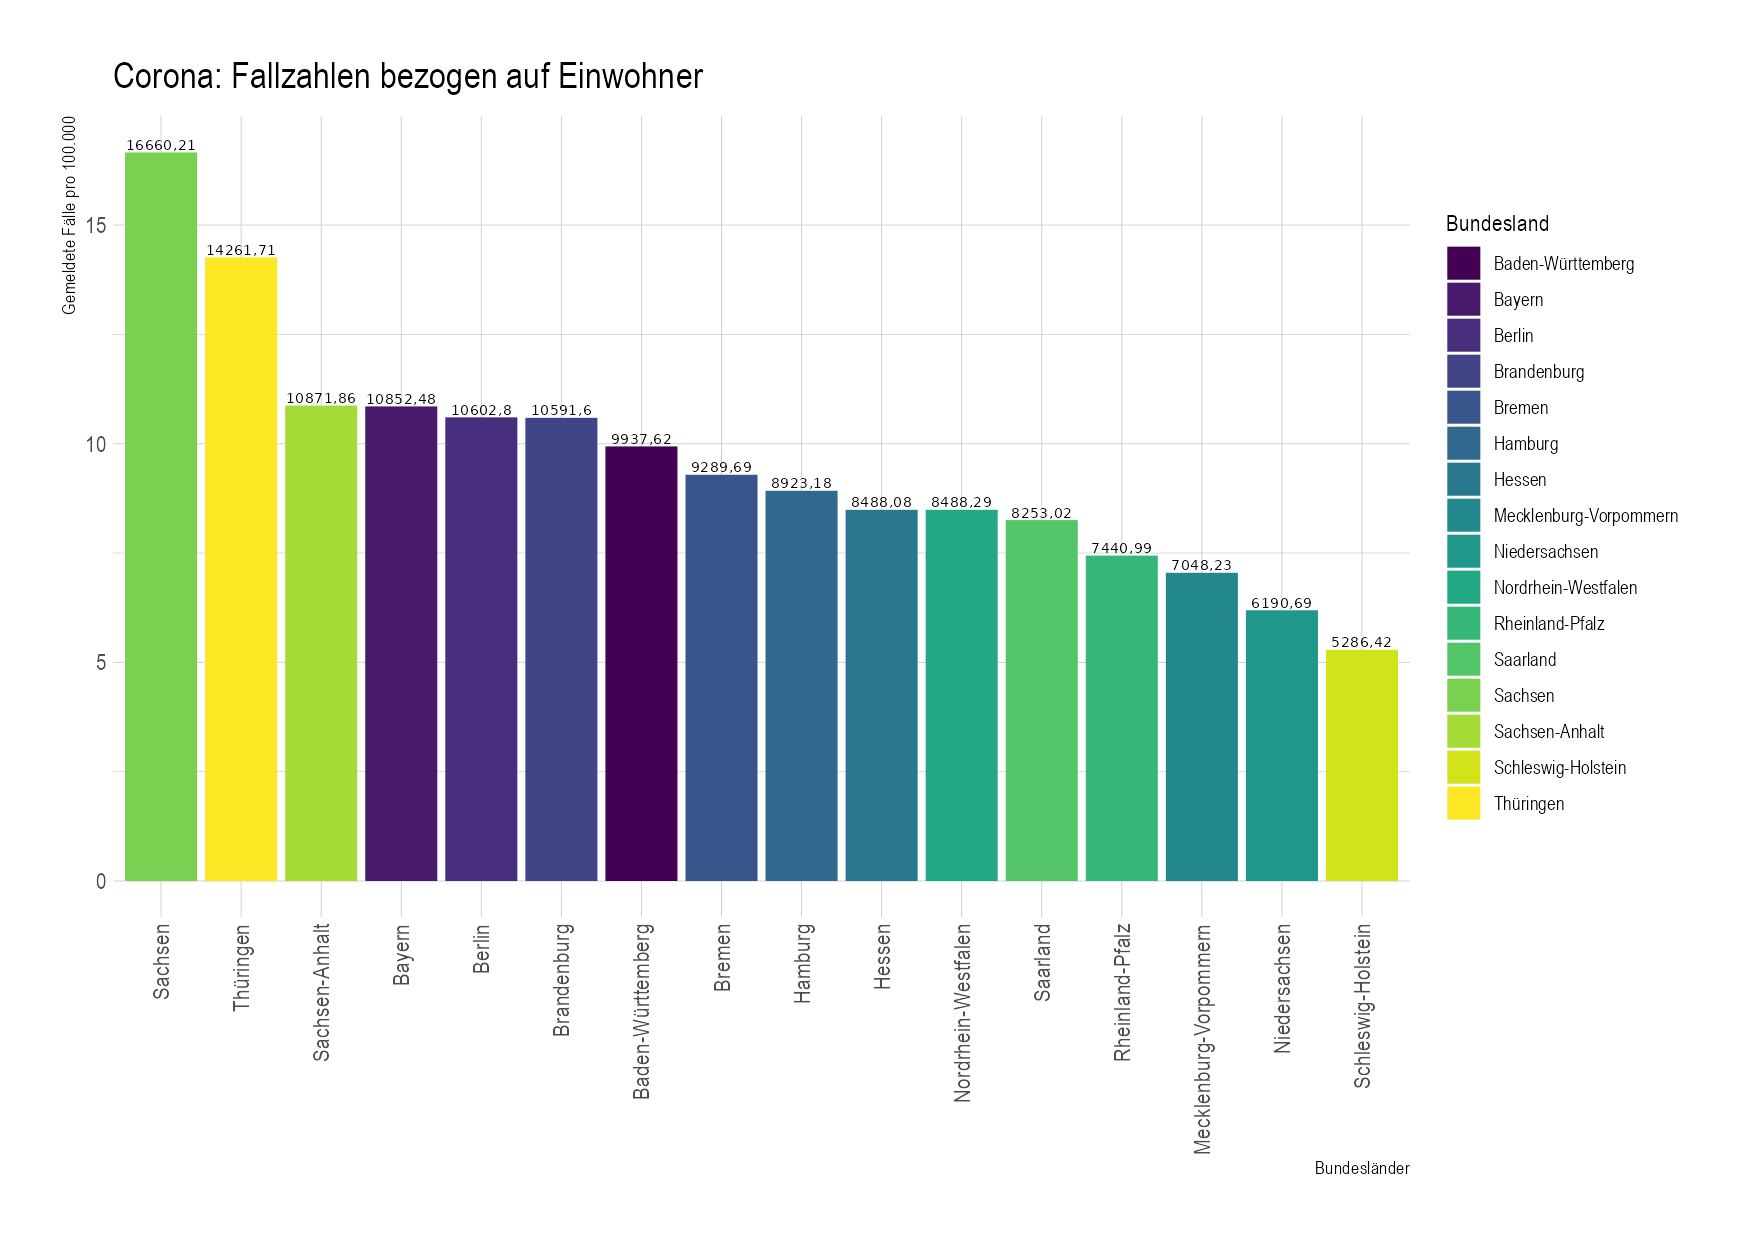 Corona: Fallzahlen bezogen auf Einwohner
Gemeldete Fälle pro 100.000
15
10
5
0
16660,21
14261,71
10871,86
10852,48
10602,8
10591,6
9937,62
9289,69
8923,18
8488,08
8488,29
8253,02
7440,99
7048,23
6190,69
5286,42
Sachsen
Thüringen
Sachsen-Anhalt
Bayern
Berlin
Brandenburg
Baden-Württemberg
Bremen
Hamburg
Hessen
Nordrhein-Westfalen
Saarland
Rheinland-Pfalz
Mecklenburg-Vorpommern
Niedersachsen
Schleswig-Holstein
Bundesländer
Bundesland
Baden-Württemberg
Bayern
Berlin
Brandenburg
Bremen
Hamburg
Hessen
Mecklenburg-Vorpommern
Niedersachsen
Nordrhein-Westfalen
Rheinland-Pfalz
Saarland
Sachsen
Sachsen-Anhalt
Schleswig-Holstein
Thüringen